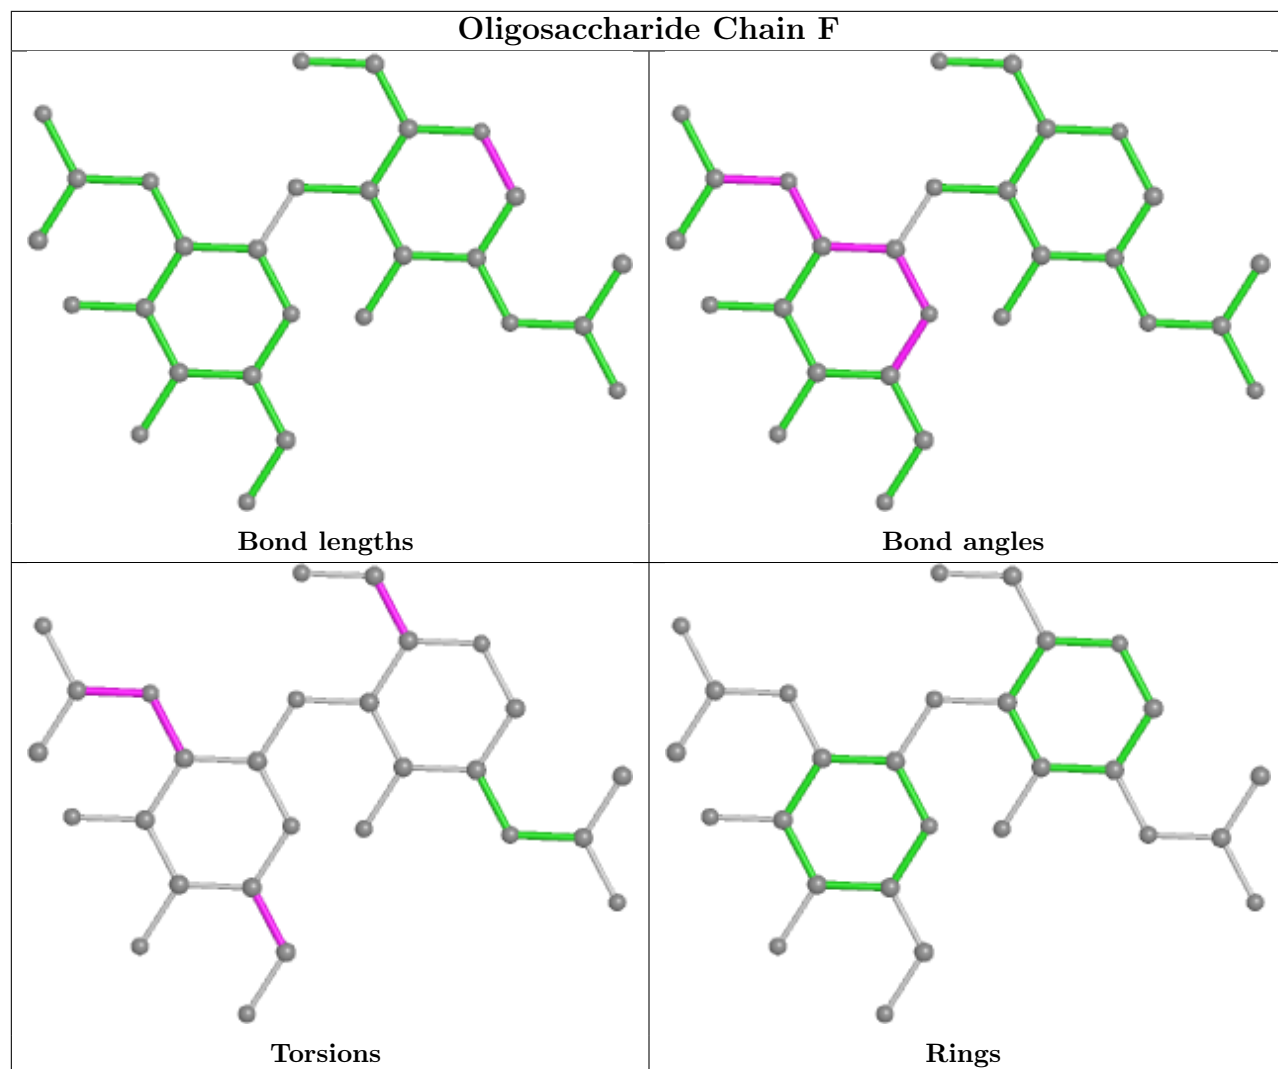 Oligosaccharide Chain F
Bond lengths
Bond angles
Torsions
Rings